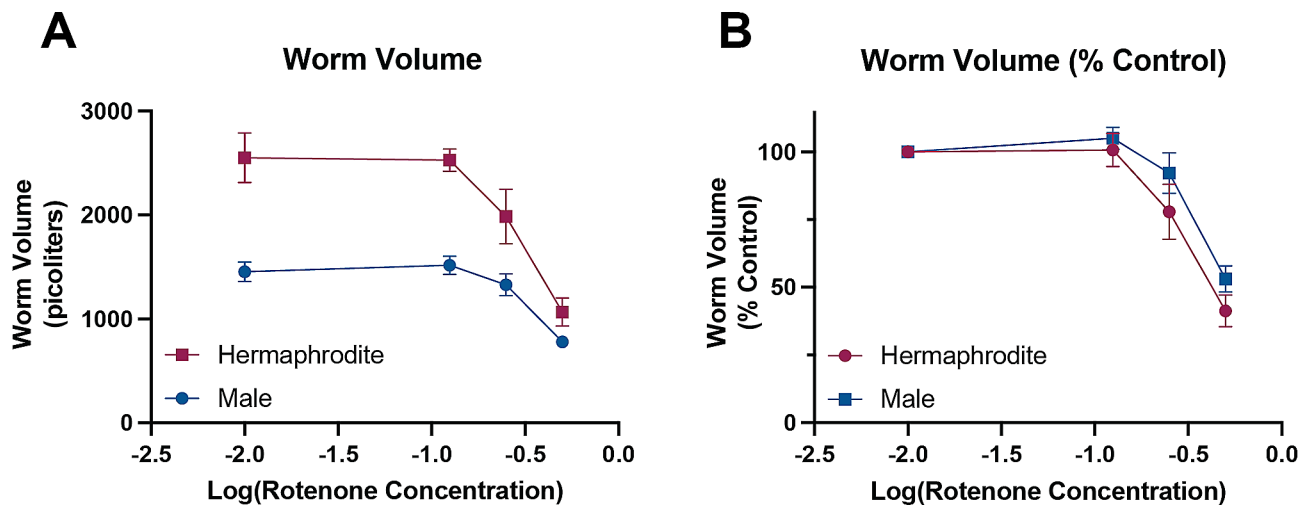 A
Worm Volume
Worm Volume
(picoliters)
3000
2000
1000
0
Hermaphrodite
Male
-2.5 -2.0 -1.5 -1.0 -0.5 0.0
Log(Rotenone Concentration)
B
Worm Volume (% Control)
Worm Volume
(% Control)
100
50
0
Hermaphrodite
Male
-2.5 -2.0 -1.5 -1.0 -0.5 0.0
Log(Rotenone Concentration)